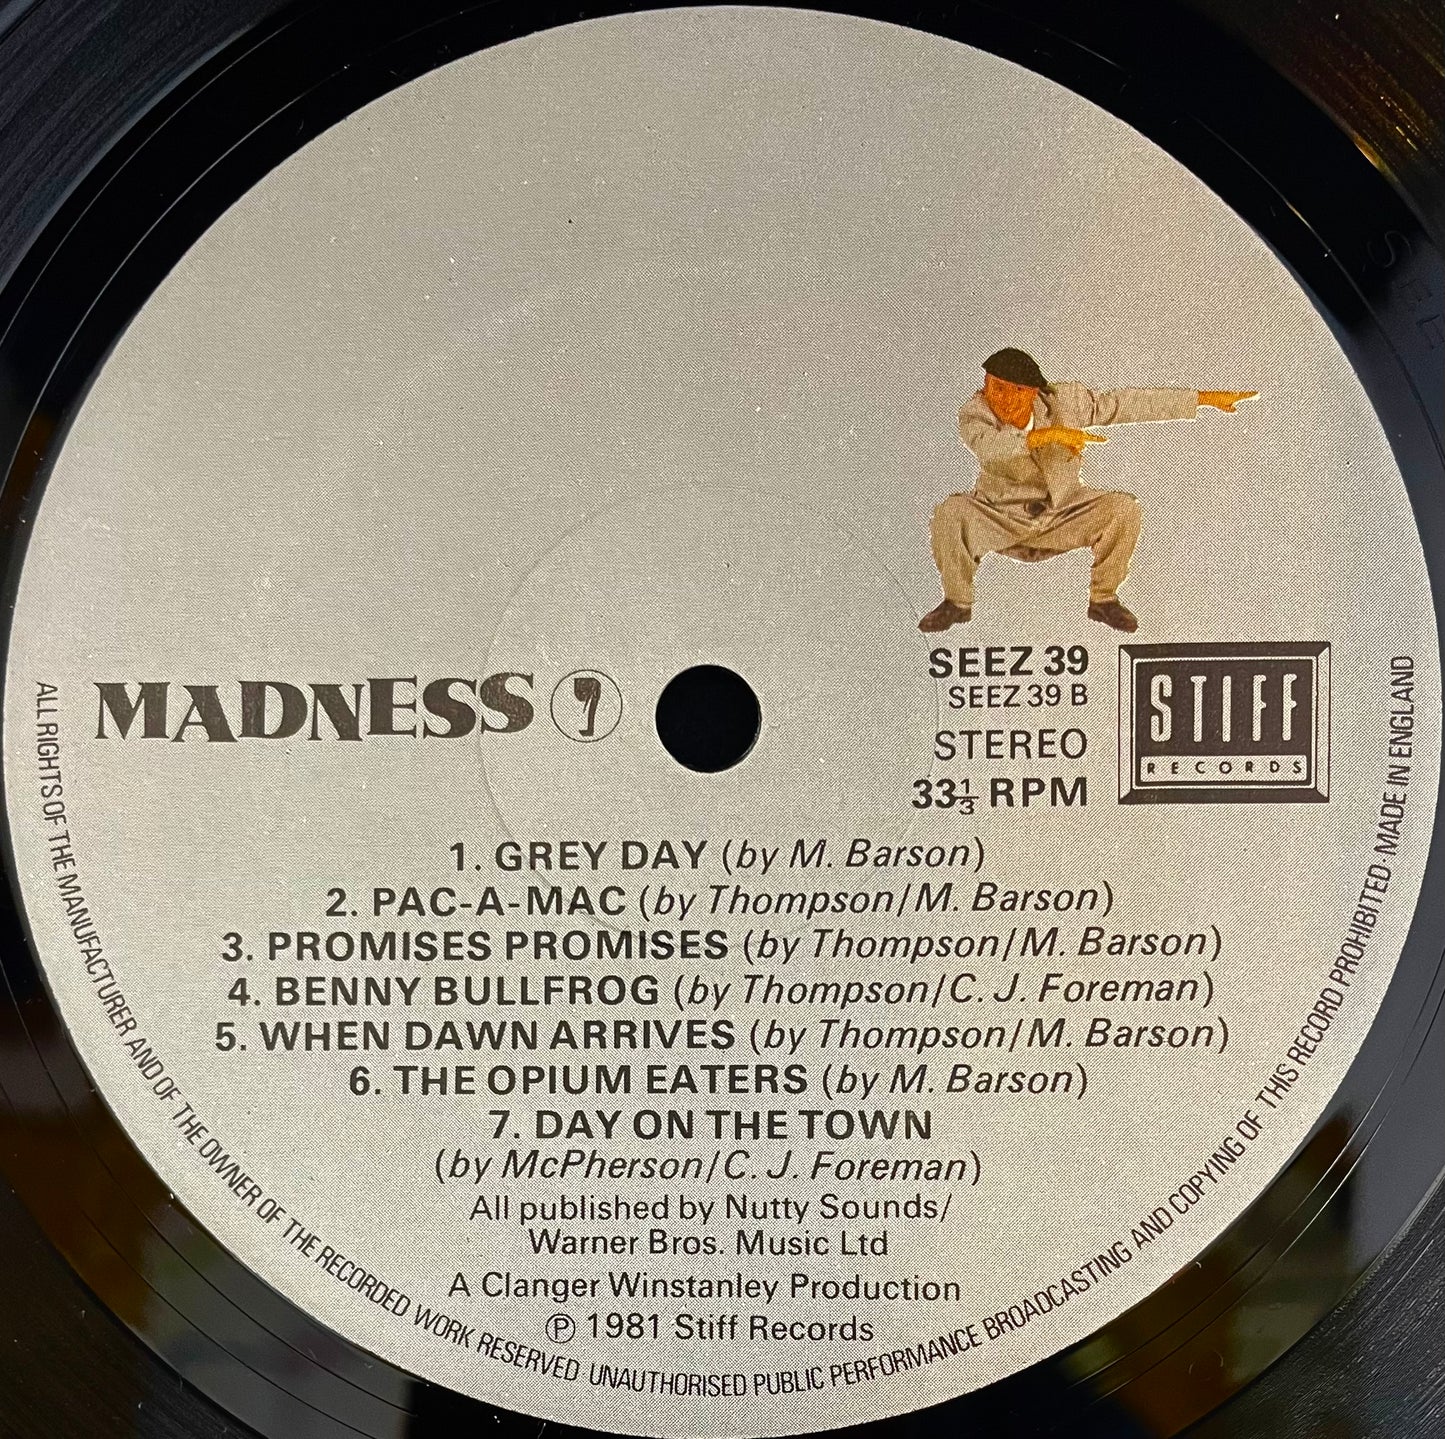 MADNESS 7
SEEZ 39
SEEZ 39 B
STEREO
33⅓ RPM
STIFF
RECORDS
1. GREY DAY (by M. Barson)
2. PAC-A-MAC (by Thompson/M. Barson)
3. PROMISES PROMISES (by Thompson/M. Barson)
4. BENNY BULLFROG (by Thompson/C. J. Foreman)
5. WHEN DAWN ARRIVES (by Thompson/M. Barson)
6. THE OPIUM EATERS (by M. Barson)
7. DAY ON THE TOWN
(by McPherson/C. J. Foreman)
All published by Nutty Sounds/
Warner Bros. Music Ltd
A Clanger Winstanley Production
℗ 1981 Stiff Records
ALL RIGHTS OF THE MANUFACTURER AND OF THE OWNER OF THE RECORDED WORK RESERVED UNAUTHORISED PUBLIC PERFORMANCE BROADCASTING AND COPYING OF THIS RECORD PROHIBITED · MADE IN ENGLAND